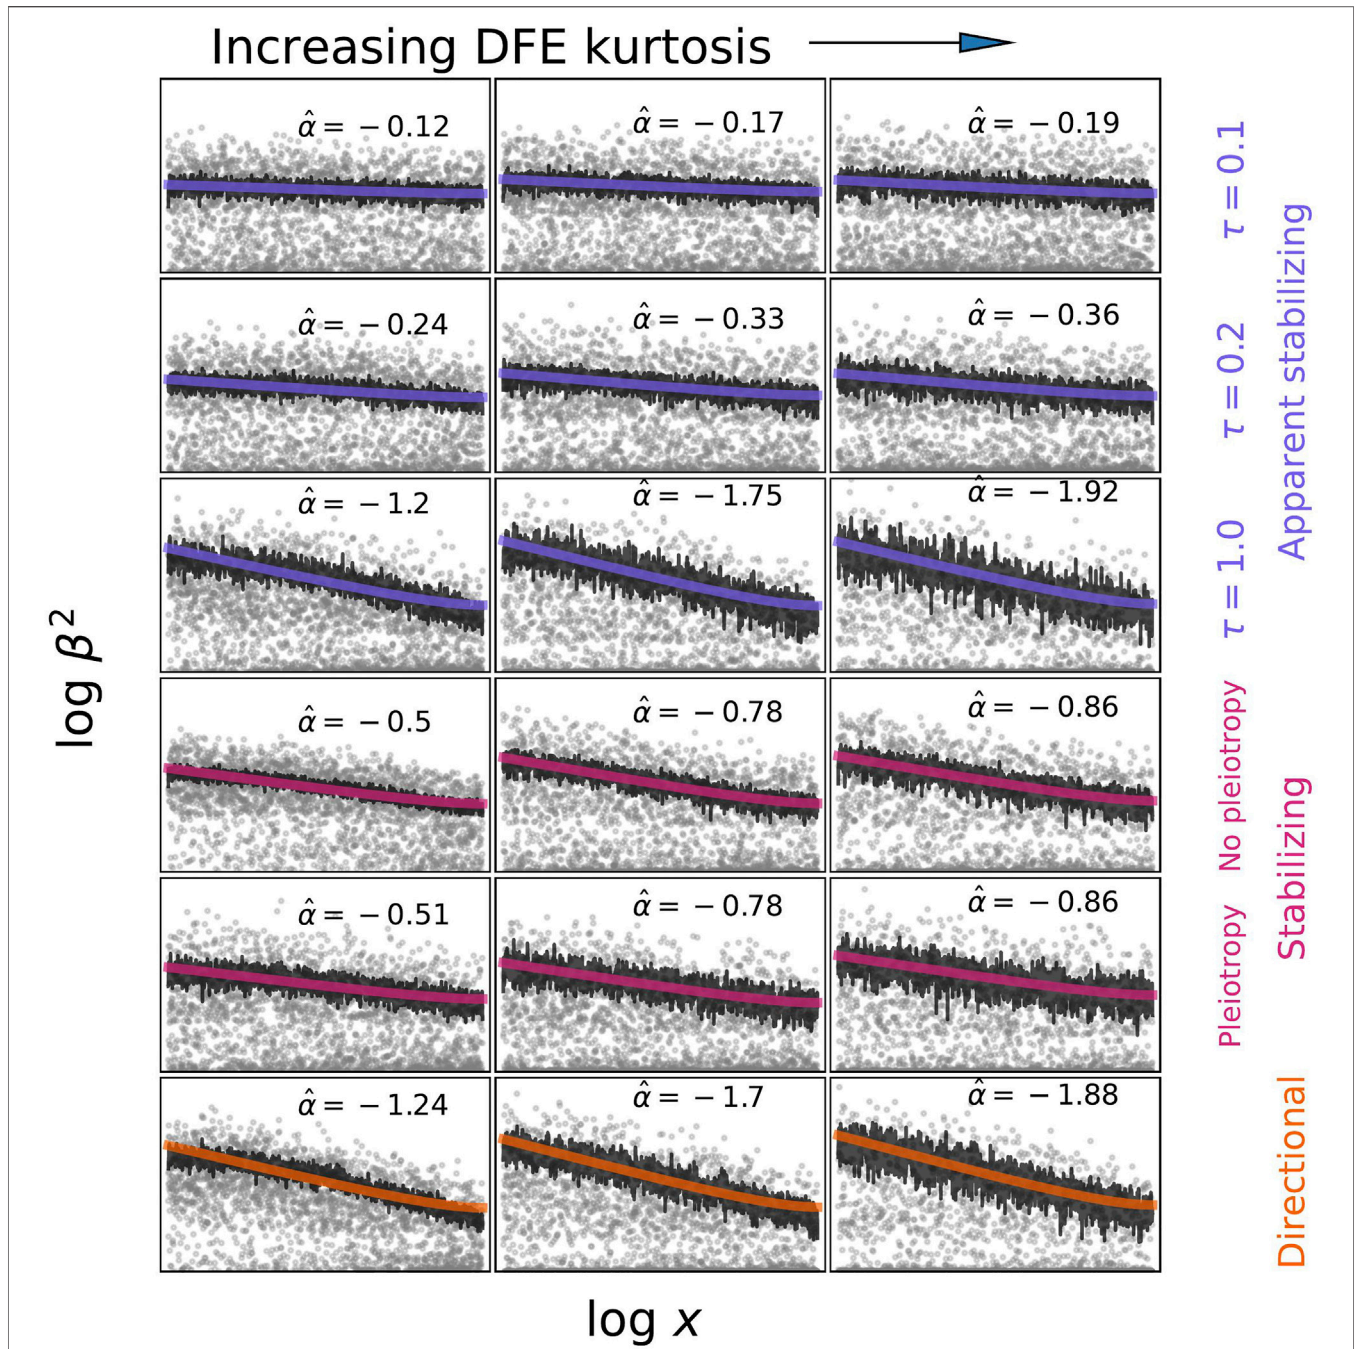 Increasing DFE kurtosis
α̂ = −0.12
α̂ = −0.17
α̂ = −0.19
τ = 0.1
α̂ = −0.24
α̂ = −0.33
α̂ = −0.36
τ = 0.2
Apparent stabilizing
α̂ = −1.2
α̂ = −1.75
α̂ = −1.92
τ = 1.0
log β²
α̂ = −0.5
α̂ = −0.78
α̂ = −0.86
No pleiotropy
Stabilizing
α̂ = −0.51
α̂ = −0.78
α̂ = −0.86
Pleiotropy
α̂ = −1.24
α̂ = −1.7
α̂ = −1.88
Directional
log x